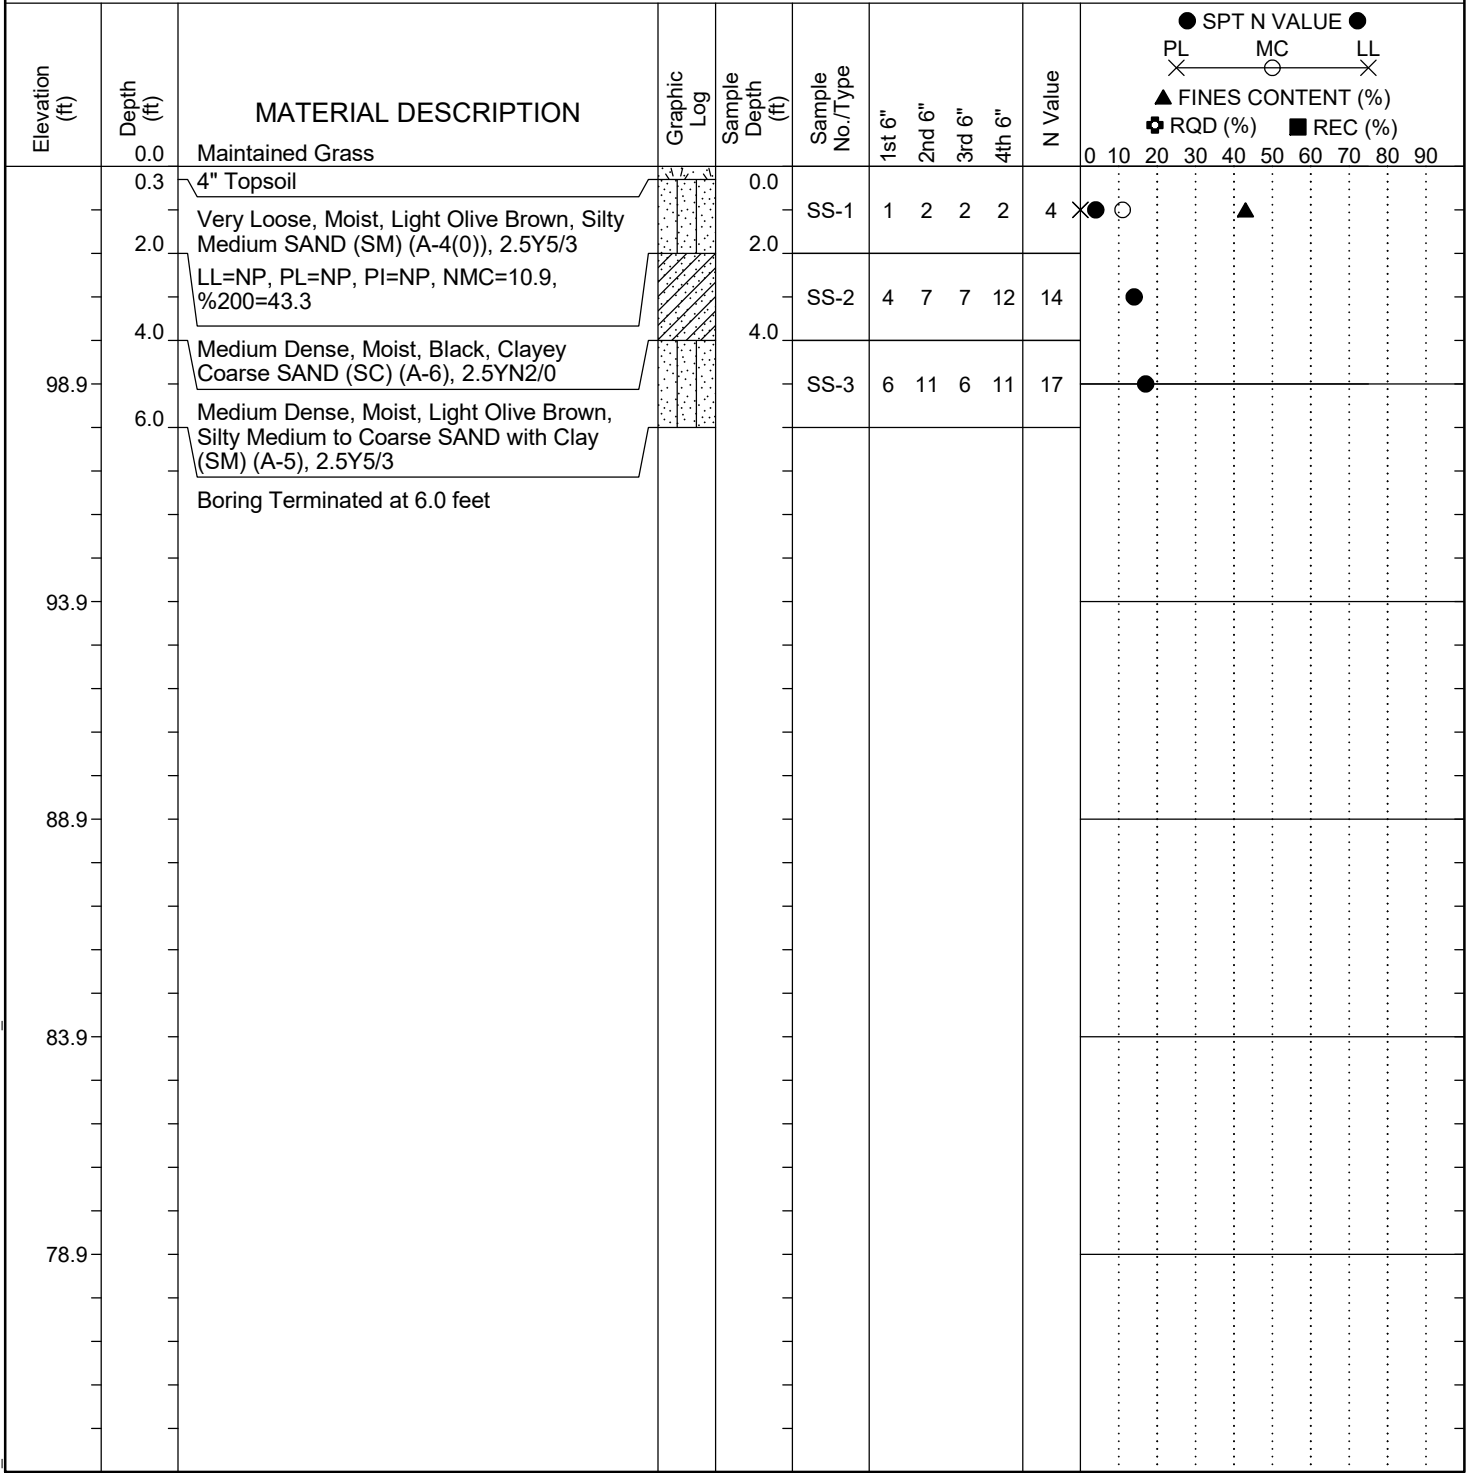 ● SPT N VALUE ●
PL MC LL
▲ FINES CONTENT (%)
RQD (%) ■ REC (%)
0 10 20 30 40 50 60 70 80 90
Elevation (ft)
Depth (ft)
MATERIAL DESCRIPTION
Graphic Log
Sample Depth (ft)
Sample No./Type
1st 6"
2nd 6"
3rd 6"
4th 6"
N Value
0.0 Maintained Grass
0.3 4" Topsoil 0.0
Very Loose, Moist, Light Olive Brown, Silty
SS-1 1 2 2 2 4
2.0 Medium SAND (SM) (A-4(0)), 2.5Y5/3 2.0
LL=NP, PL=NP, PI=NP, NMC=10.9,
%200=43.3
SS-2 4 7 7 12 14
4.0 4.0
Medium Dense, Moist, Black, Clayey
Coarse SAND (SC) (A-6), 2.5YN2/0
98.9 SS-3 6 11 6 11 17
6.0 Medium Dense, Moist, Light Olive Brown,
Silty Medium to Coarse SAND with Clay
(SM) (A-5), 2.5Y5/3
Boring Terminated at 6.0 feet
93.9
88.9
83.9
78.9